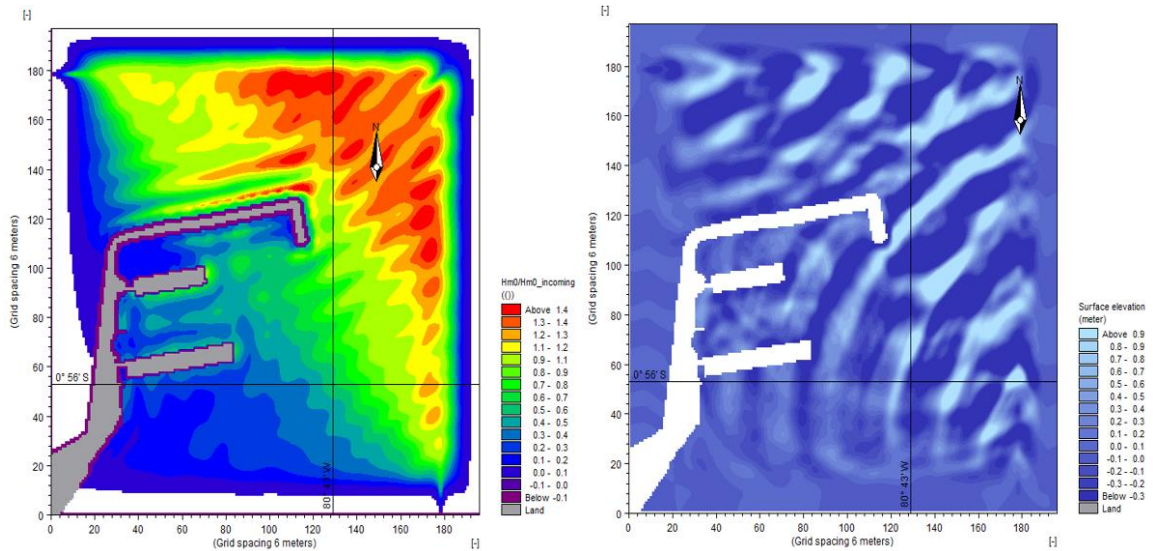 [-]
180
160
140
120
100
80
60
40
20
0
(Grid spacing 6 meters)
N
0° 56' S
80° 43' W
0 20 40 60 80 100 120 140 160 180
(Grid spacing 6 meters)
[-]
Hm0/Hm0_incoming
(())
Above 1.4
1.3 - 1.4
1.2 - 1.3
1.1 - 1.2
0.9 - 1.1
0.8 - 0.9
0.7 - 0.8
0.6 - 0.7
0.5 - 0.6
0.4 - 0.5
0.3 - 0.4
0.2 - 0.3
0.1 - 0.2
0.0 - 0.1
-0.1 - 0.0
Below -0.1
Land
[-]
180
160
140
120
100
80
60
40
20
0
(Grid spacing 6 meters)
N
0° 56' S
80° 43' W
0 20 40 60 80 100 120 140 160 180
(Grid spacing 6 meters)
[-]
Surface elevation
(meter)
Above 0.9
0.8 - 0.9
0.7 - 0.8
0.6 - 0.7
0.5 - 0.6
0.4 - 0.5
0.3 - 0.4
0.2 - 0.3
0.1 - 0.2
0.0 - 0.1
-0.1 - 0.0
-0.2 - -0.1
-0.3 - -0.2
Below -0.3
Land